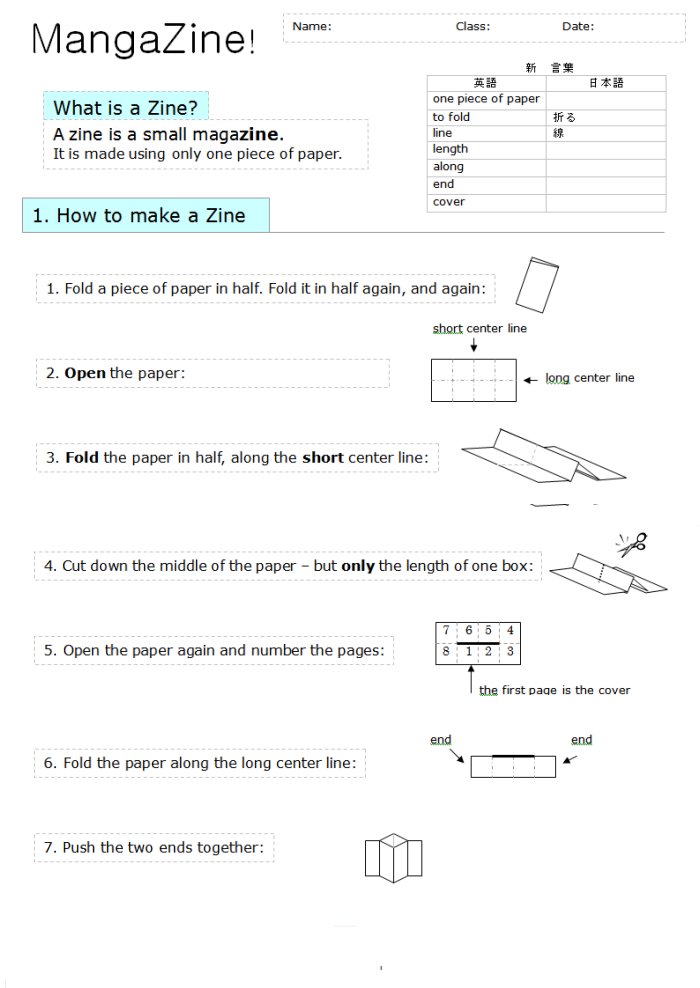 MangaZine!
Name: Class: Date:
新 言葉
英語 日本語
one piece of paper
to fold 折る
line 線
length
along
end
cover
What is a Zine?
A zine is a small magazine.
It is made using only one piece of paper.
1. How to make a Zine
1. Fold a piece of paper in half. Fold it in half again, and again:
short center line
2. Open the paper:
long center line
3. Fold the paper in half, along the short center line:
4. Cut down the middle of the paper – but only the length of one box:
5. Open the paper again and number the pages:
7 6 5 4
8 1 2 3
the first page is the cover
end end
6. Fold the paper along the long center line:
7. Push the two ends together: